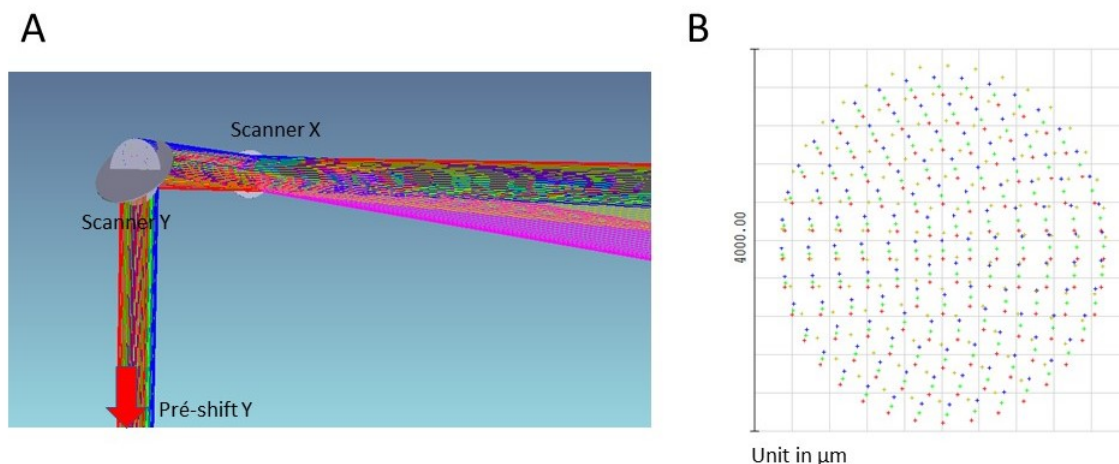 A
B
Scanner X
Scanner Y
4000.00
Pré-shift Y
Unit in µm